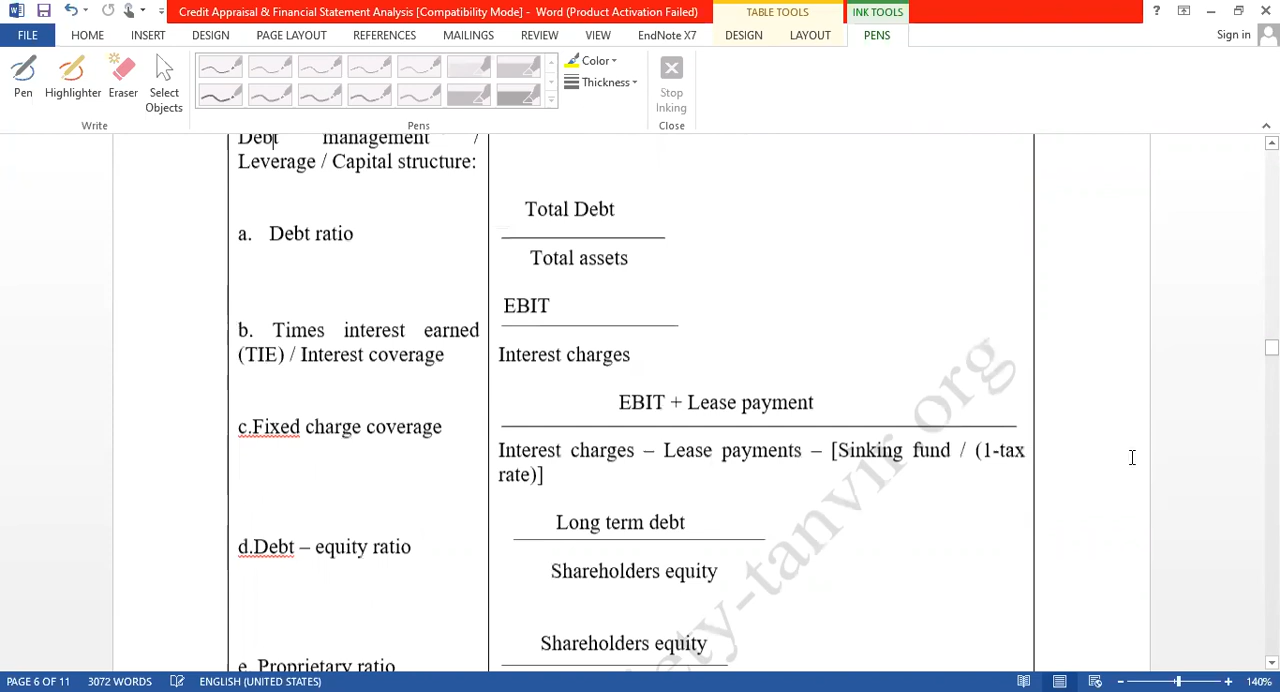 Credit Appraisal & Financial Statement Analysis [Compatibility Mode] - Word (Product Activation Failed)
TABLE TOOLS
INK TOOLS
FILE HOME INSERT DESIGN PAGE LAYOUT REFERENCES MAILINGS REVIEW VIEW EndNote X7 DESIGN LAYOUT PENS Sign in
Pen Highlighter Eraser Select Objects
Color
Thickness
Stop Inking
Write Pens Close
Debt management /
Leverage / Capital structure:
Total Debt
a. Debt ratio
Total assets
EBIT
b. Times interest earned
(TIE) / Interest coverage
Interest charges
EBIT + Lease payment
c.Fixed charge coverage
Interest charges – Lease payments – [Sinking fund / (1-tax
rate)]
Long term debt
d.Debt – equity ratio
Shareholders equity
Shareholders equity
e. Proprietary ratio
ety-tanvir.org
PAGE 6 OF 11 3072 WORDS ENGLISH (UNITED STATES) 140%